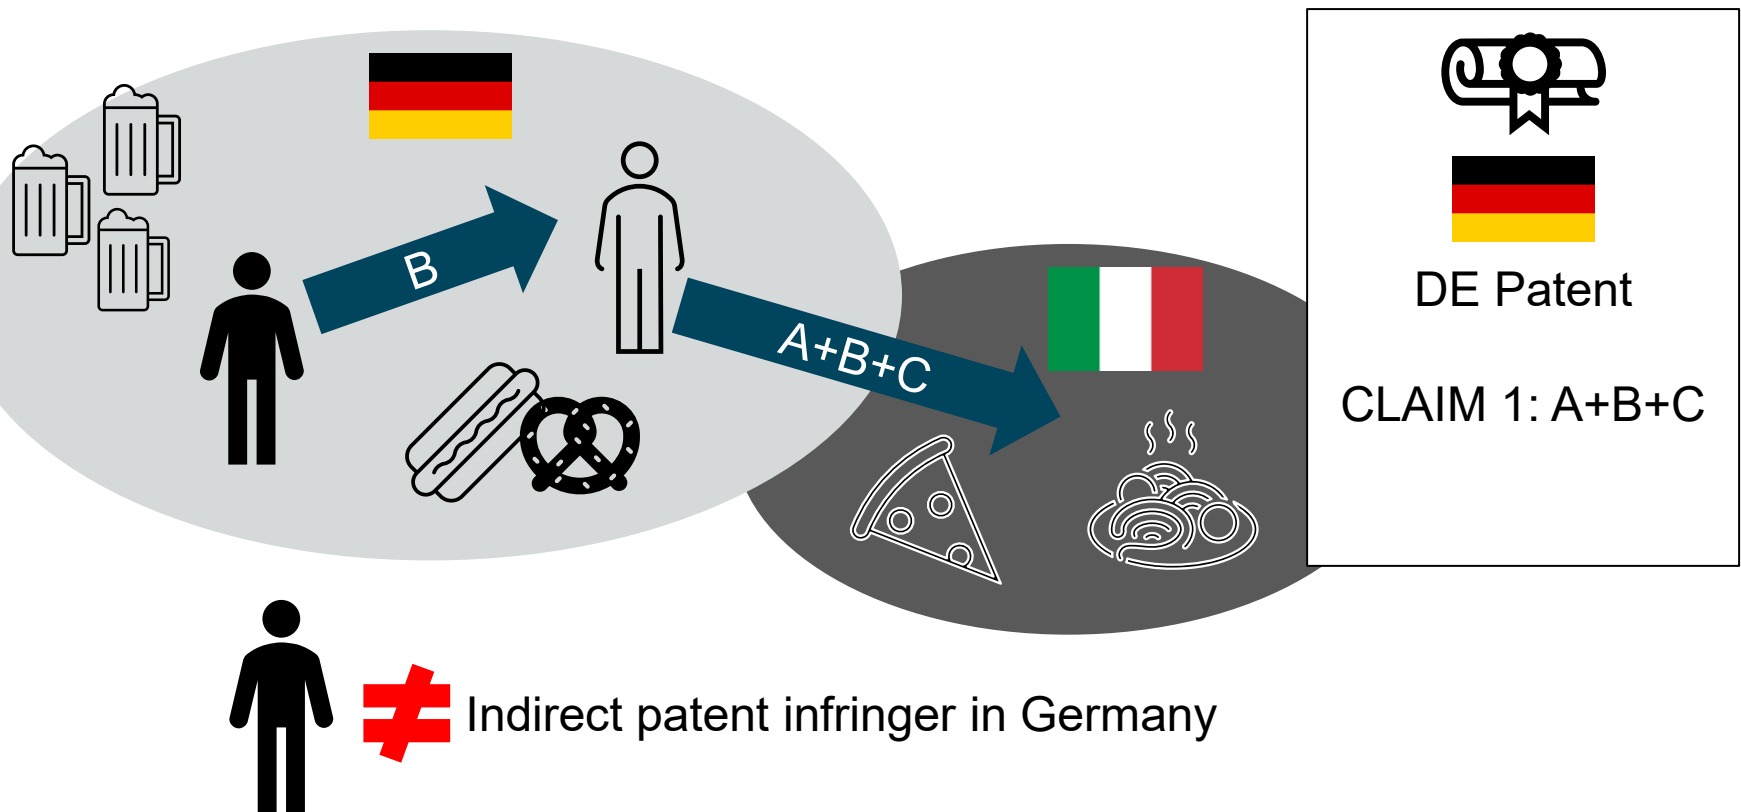 B
A+B+C
DE Patent
CLAIM 1: A+B+C
Indirect patent infringer in Germany